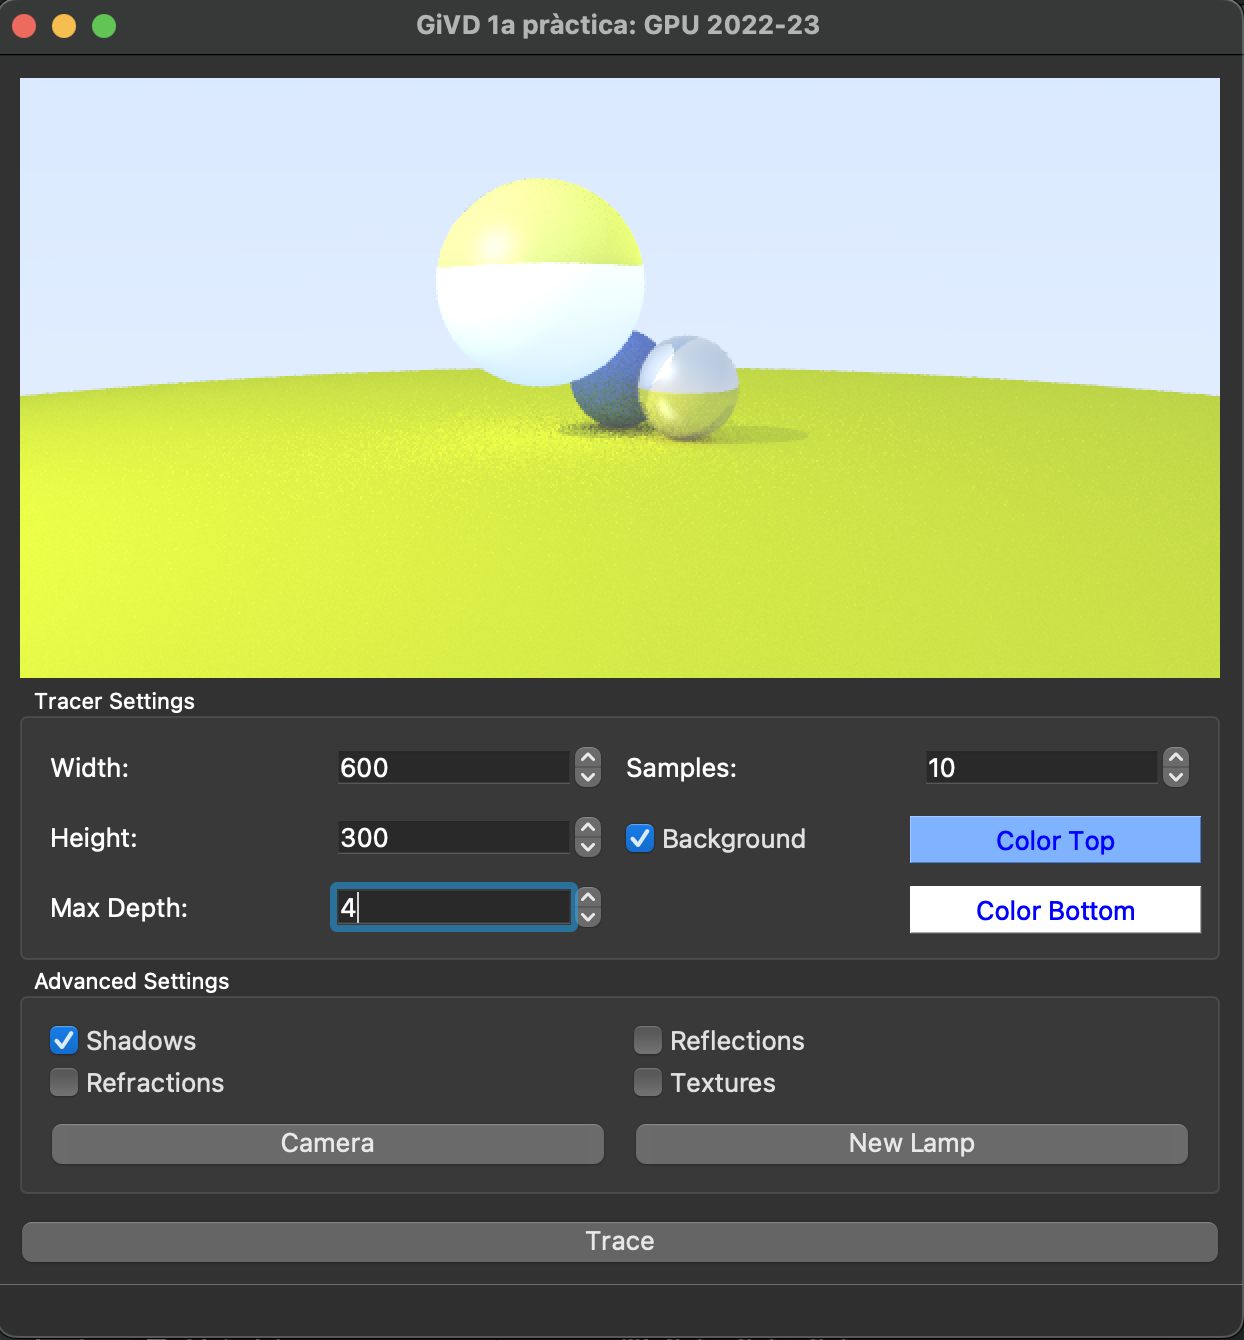 GiVD 1a pràctica: GPU 2022-23
Tracer Settings
Width: 600 Samples: 10
Height: 300 Background Color Top
Max Depth: 4 Color Bottom
Advanced Settings
Shadows Reflections
Refractions Textures
Camera New Lamp
Trace